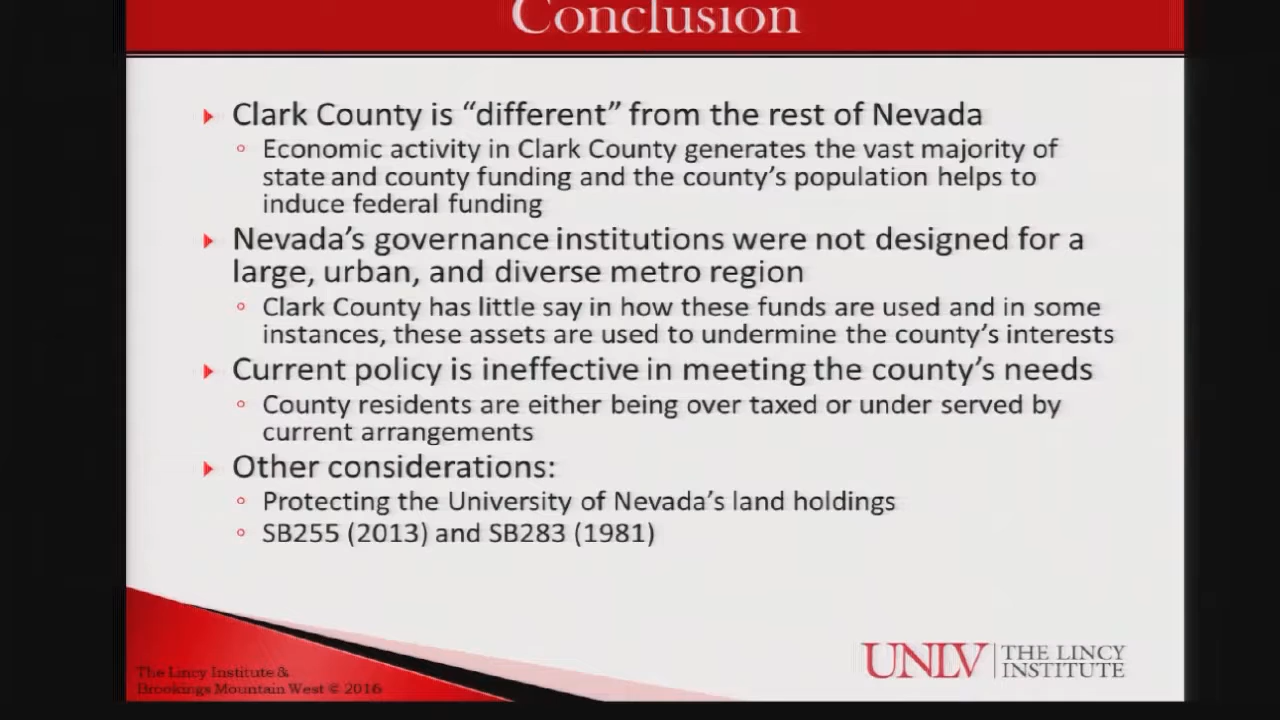 Conclusion
Clark County is “different” from the rest of Nevada
Economic activity in Clark County generates the vast majority of
state and county funding and the county’s population helps to
induce federal funding
Nevada’s governance institutions were not designed for a
large, urban, and diverse metro region
Clark County has little say in how these funds are used and in some
instances, these assets are used to undermine the county’s interests
Current policy is ineffective in meeting the county’s needs
County residents are either being over taxed or under served by
current arrangements
Other considerations:
Protecting the University of Nevada’s land holdings
SB255 (2013) and SB283 (1981)
The Lincy Institute &
Brookings Mountain West © 2016
UNLV THE LINCY
INSTITUTE